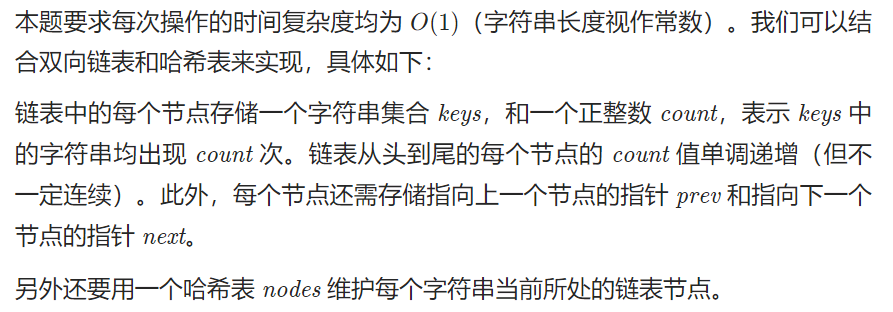 本题要求每次操作的时间复杂度均为 O(1)（字符串长度视作常数）。我们可以结
合双向链表和哈希表来实现，具体如下：
链表中的每个节点存储一个字符串集合 keys，和一个正整数 count，表示 keys 中
的字符串均出现 count 次。链表从头到尾的每个节点的 count 值单调递增（但不
一定连续）。此外，每个节点还需存储指向上一个节点的指针 prev 和指向下一个
节点的指针 next。
另外还要用一个哈希表 nodes 维护每个字符串当前所处的链表节点。